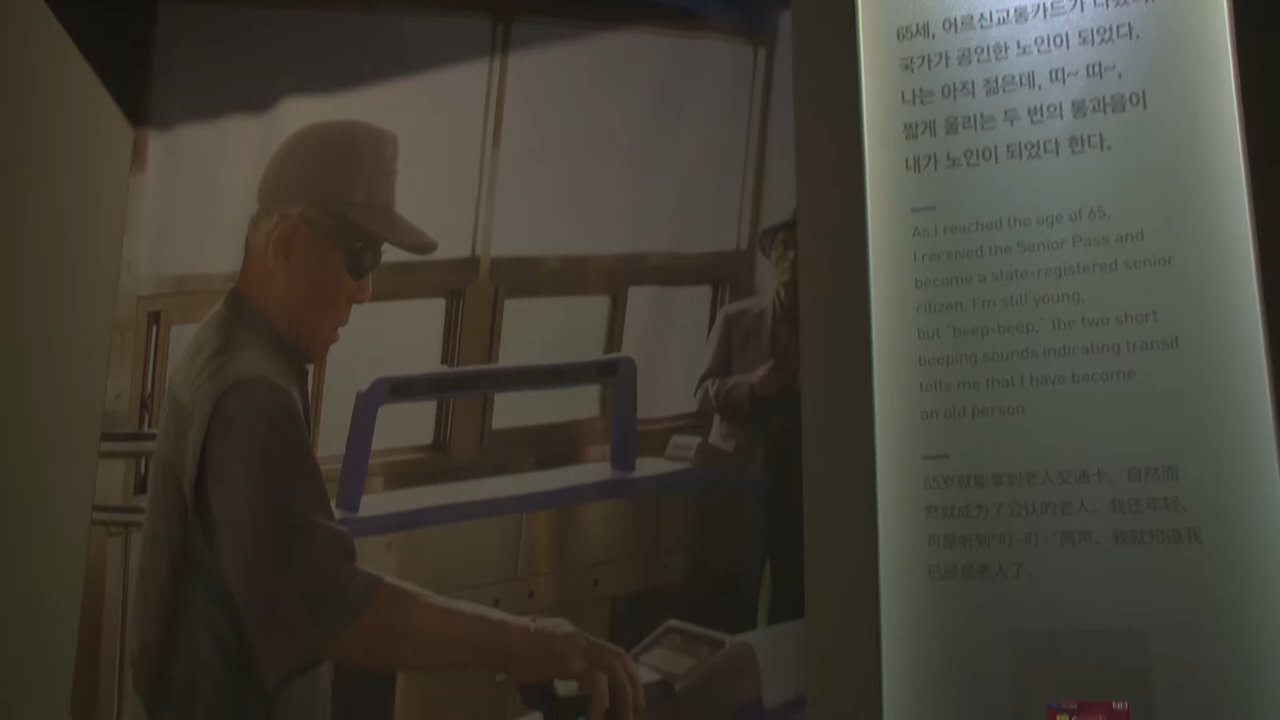 65세, 어르신교통카드가 나왔다.
국가가 공인한 노인이 되었다.
나는 아직 젊은데, 띠~ 띠~,
짧게 울리는 두 번의 통과음이
내가 노인이 되었다 한다.
As I reached the age of 65,
I received the Senior Pass and
became a state-registered senior
citizen. I'm still young,
but "beep-beep," the two short
beeping sounds indicating transit
tells me that I have become
an old person
65岁就能拿到老人交通卡、自然而
然就成为了公认的老人。我还年轻、
可是听到"叮-叮-"两声、我就知道我
已经是老人了。